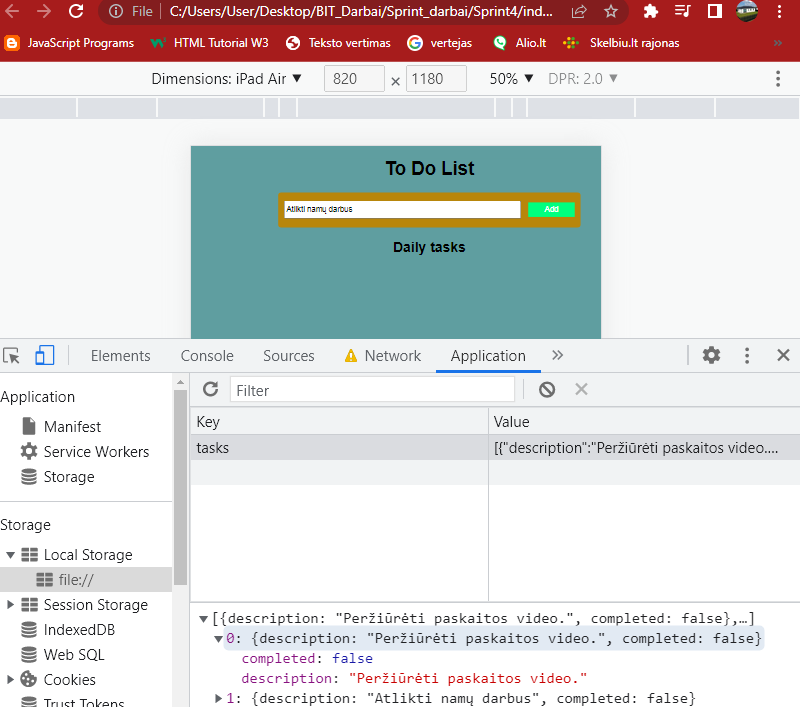 File C:/Users/User/Desktop/BIT_Darbai/Sprint_darbai/Sprint4/ind...
JavaScript Programs HTML Tutorial W3 Teksto vertimas vertejas Alio.lt Skelbiu.lt rajonas »
Dimensions: iPad Air ▼ 820 × 1180 50% ▼ DPR: 2.0 ▼
To Do List
Atlikti namų darbus Add
Daily tasks
Elements Console Sources Network Application »
Application
Manifest
Service Workers
Storage
Storage
Local Storage
file://
Session Storage
IndexedDB
Web SQL
Cookies
Trust Tokens
Filter
Key Value
tasks [{"description":"Peržiūrėti paskaitos video....
▼[{description: "Peržiūrėti paskaitos video.", completed: false},…]
▼0: {description: "Peržiūrėti paskaitos video.", completed: false}
completed: false
description: "Peržiūrėti paskaitos video."
▶1: {description: "Atlikti namų darbus", completed: false}